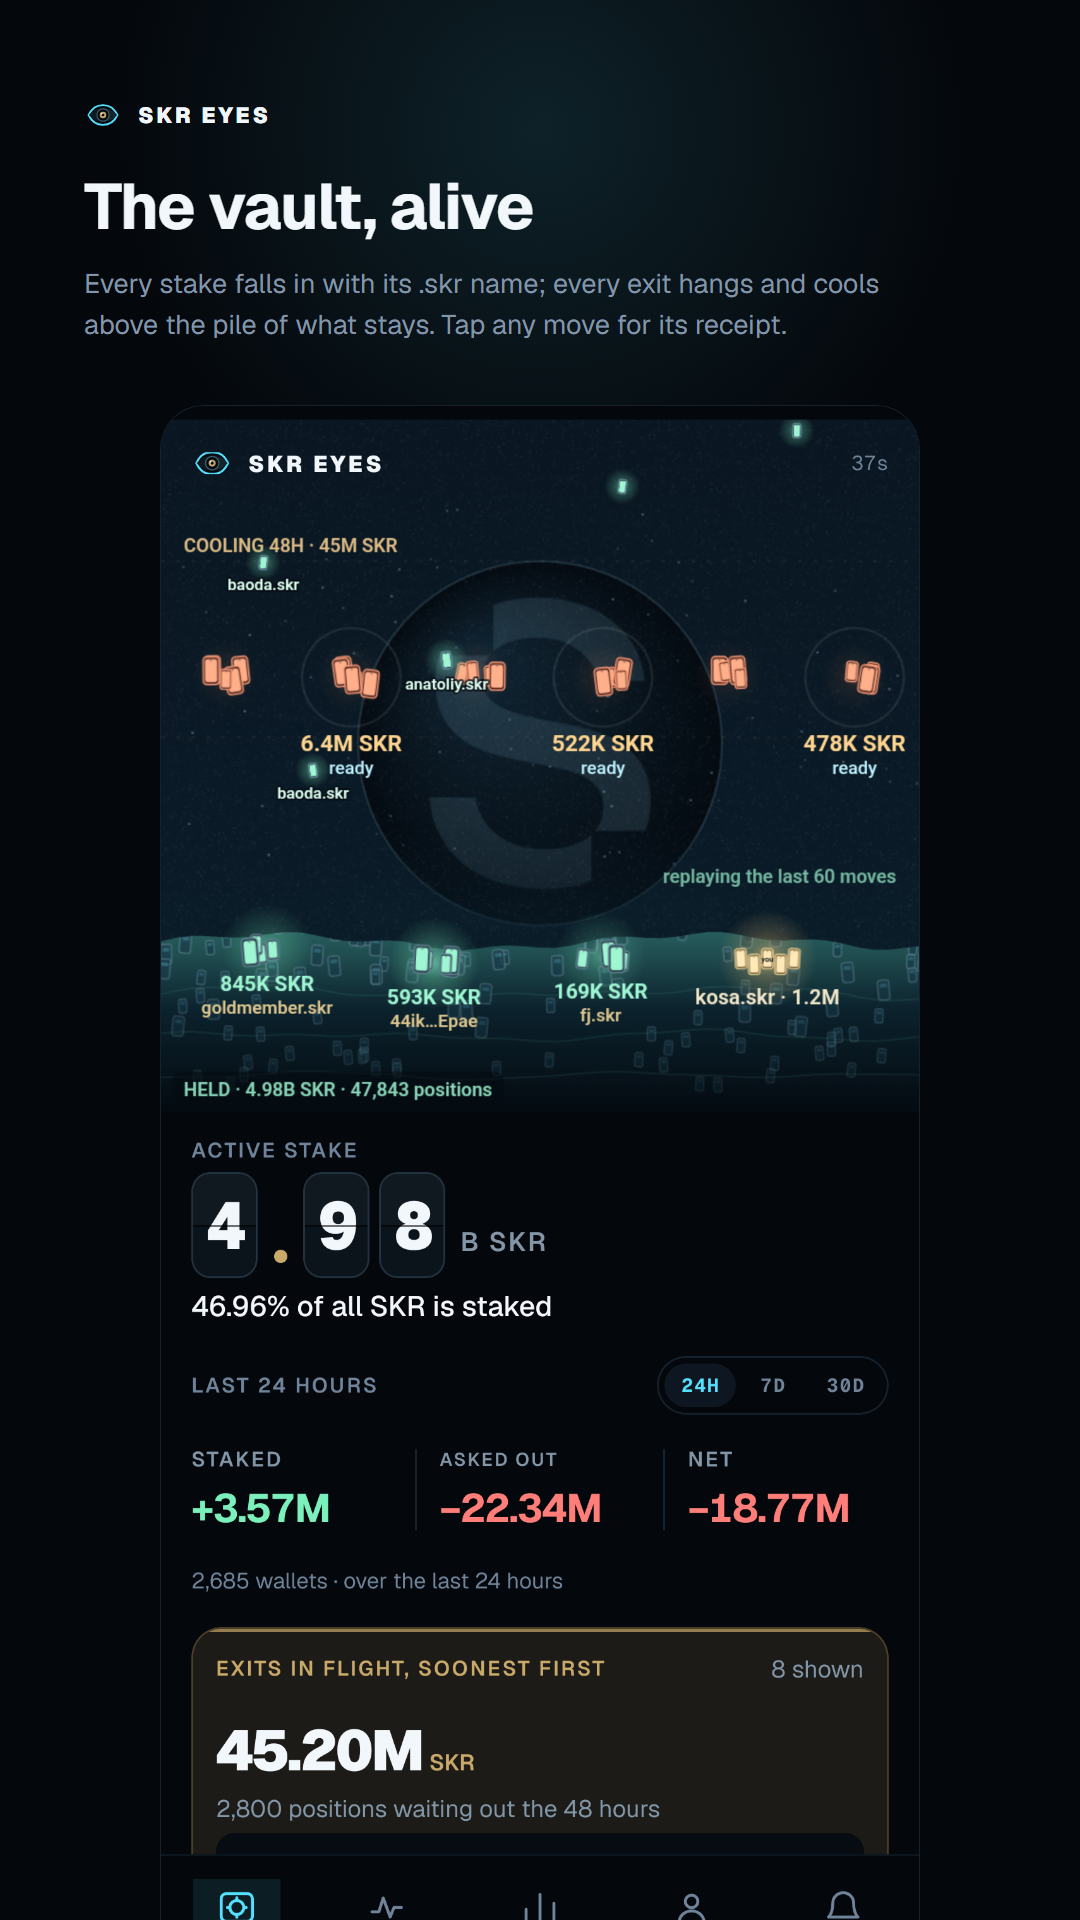 SKR EYES
The vault, alive
Every stake falls in with its .skr name; every exit hangs and cools
above the pile of what stays. Tap any move for its receipt.
SKR EYES
37s
COOLING 48H · 45M SKR
baoda.skr
anatoliy.skr
6.4M SKR
ready
522K SKR
ready
478K SKR
ready
baoda.skr
replaying the last 60 moves
845K SKR
goldmember.skr
593K SKR
44ik...Epae
169K SKR
fj.skr
YOU
kosa.skr · 1.2M
HELD · 4.98B SKR · 47,843 positions
ACTIVE STAKE
4.98 B SKR
46.96% of all SKR is staked
LAST 24 HOURS
24H 7D 30D
STAKED
+3.57M
ASKED OUT
−22.34M
NET
−18.77M
2,685 wallets · over the last 24 hours
EXITS IN FLIGHT, SOONEST FIRST
8 shown
45.20M SKR
2,800 positions waiting out the 48 hours